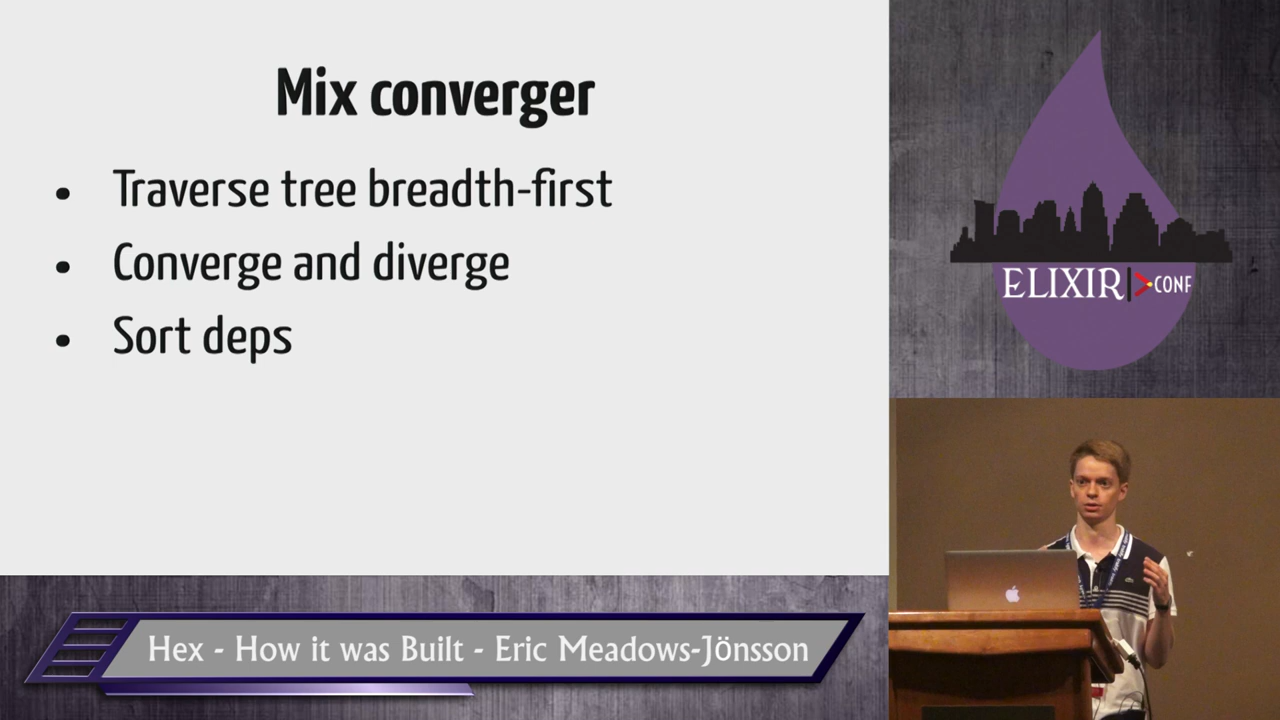 Mix converger
• Traverse tree breadth-first
• Converge and diverge
• Sort deps
ELIXIR CONF
Hex - How it was Built - Eric Meadows-Jönsson